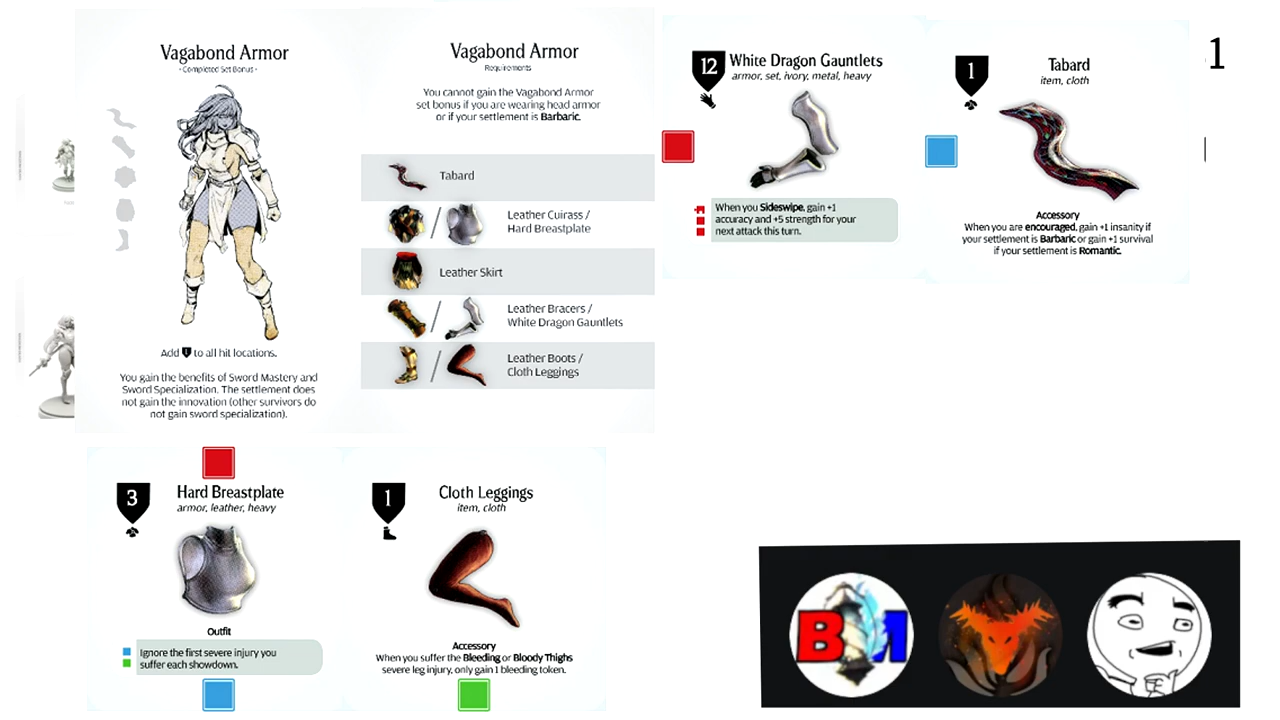 Vagabond Armor
- Completed Set Bonus -
Add 1 to all hit locations.
You gain the benefits of Sword Mastery and
Sword Specialization. The settlement does
not gain the innovation (other survivors do
not gain sword specialization).
Vagabond Armor
Requirements
You cannot gain the Vagabond Armor
set bonus if you are wearing head armor
or if your settlement is Barbaric.
Tabard
Leather Cuirass /
Hard Breastplate
Leather Skirt
Leather Bracers /
White Dragon Gauntlets
Leather Boots /
Cloth Leggings
12
White Dragon Gauntlets
armor, set, ivory, metal, heavy
When you Sideswipe, gain +1
accuracy and +5 strength for your
next attack this turn.
1
Tabard
item, cloth
Accessory
When you are encouraged, gain +1 insanity if
your settlement is Barbaric or gain +1 survival
if your settlement is Romantic.
1
3
Hard Breastplate
armor, leather, heavy
Outfit
Ignore the first severe injury you
suffer each showdown.
1
Cloth Leggings
item, cloth
Accessory
When you suffer the Bleeding or Bloody Thighs
severe leg injury, only gain 1 bleeding token.
B M